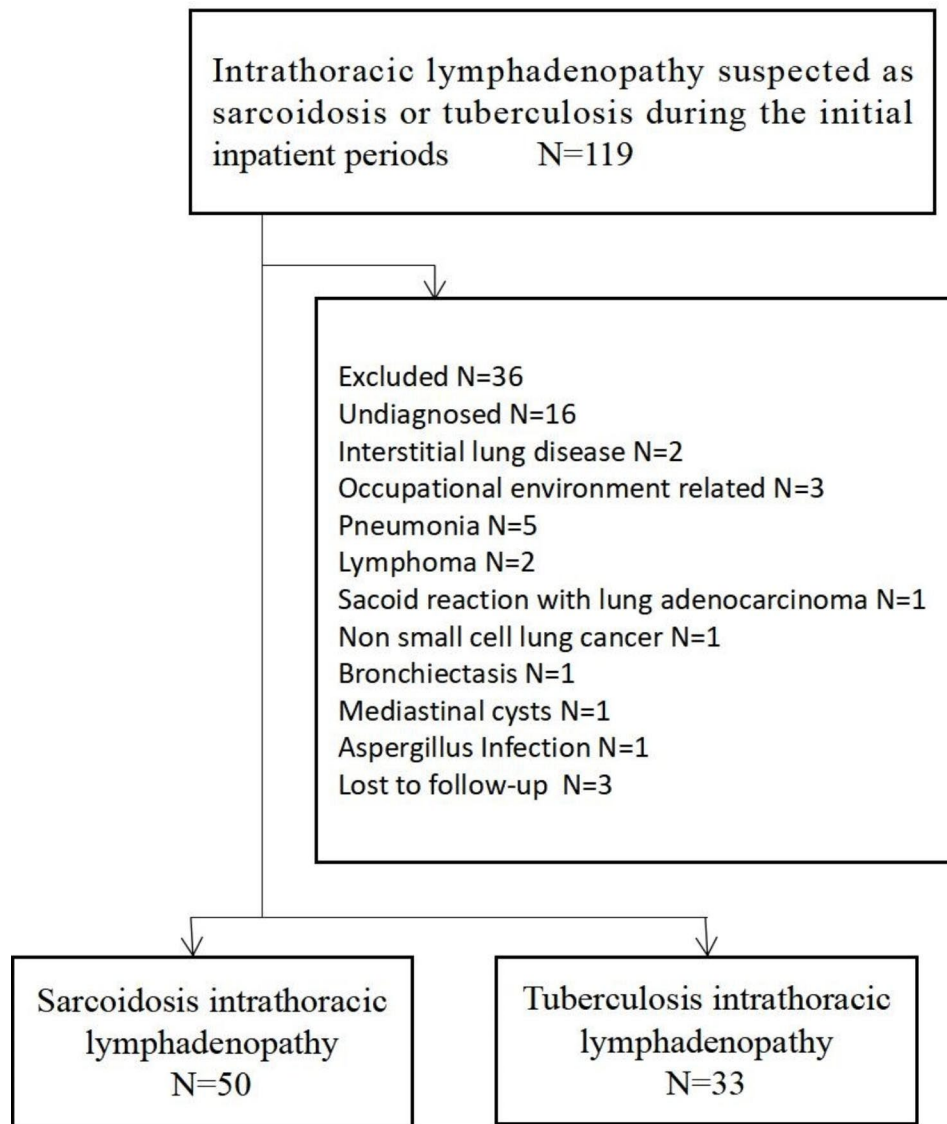 Intrathoracic lymphadenopathy suspected as
sarcoidosis or tuberculosis during the initial
inpatient periods N=119
Excluded N=36
Undiagnosed N=16
Interstitial lung disease N=2
Occupational environment related N=3
Pneumonia N=5
Lymphoma N=2
Sacoid reaction with lung adenocarcinoma N=1
Non small cell lung cancer N=1
Bronchiectasis N=1
Mediastinal cysts N=1
Aspergillus Infection N=1
Lost to follow-up N=3
Sarcoidosis intrathoracic
lymphadenopathy
N=50
Tuberculosis intrathoracic
lymphadenopathy
N=33